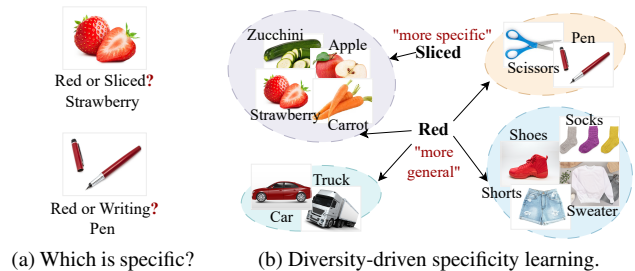 Red or Sliced?
Strawberry
Red or Writing?
Pen
(a) Which is specific?
Zucchini
Apple
Strawberry
Carrot
"more specific"
Sliced
Pen
Scissors
Red
"more
general"
Truck
Car
Socks
Shoes
Shorts
Sweater
(b) Diversity-driven specificity learning.